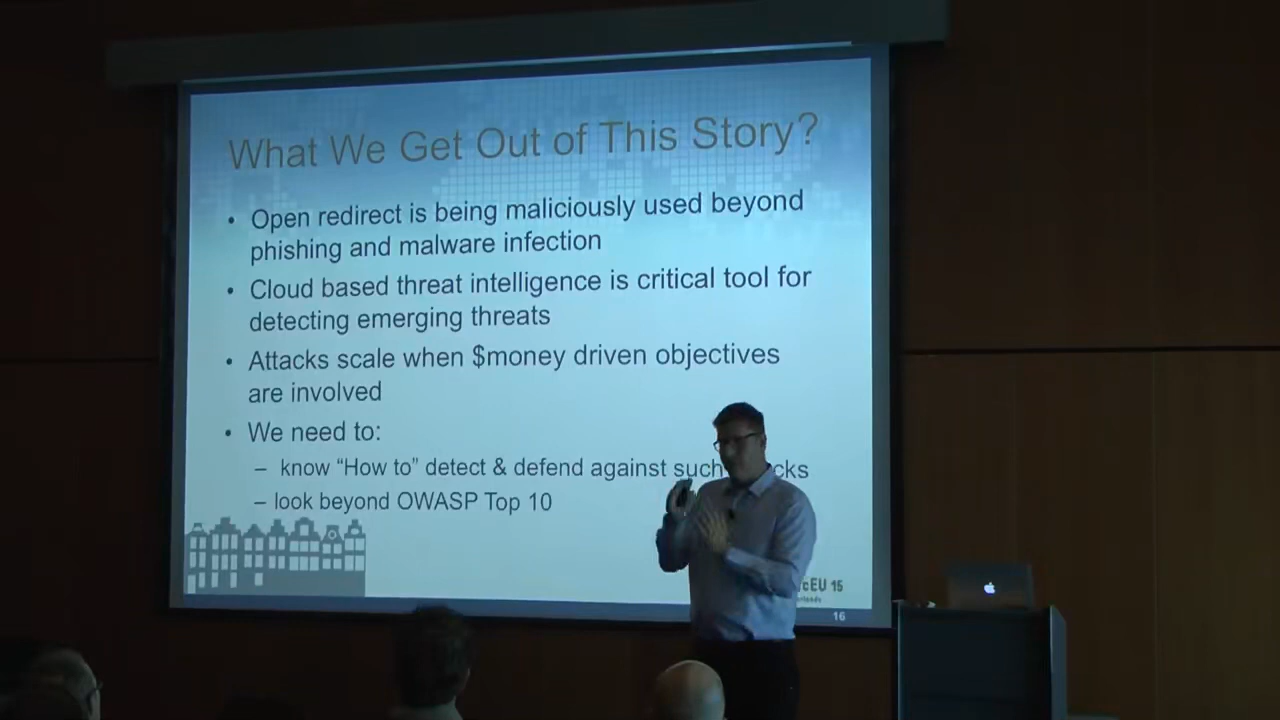 What We Get Out of This Story?
• Open redirect is being maliciously used beyond
phishing and malware infection
• Cloud based threat intelligence is critical tool for
detecting emerging threats
• Attacks scale when $money driven objectives
are involved
• We need to:
– know “How to” detect & defend against such
– look beyond OWASP Top 10
EU 15
16